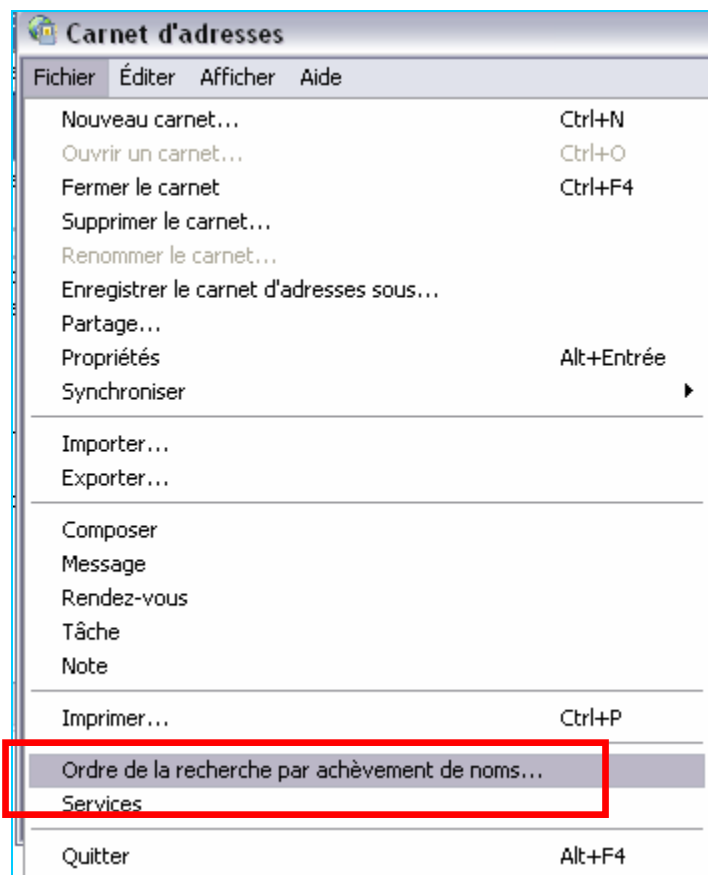 Carnet d'adresses
Fichier Éditer Afficher Aide
Nouveau carnet... Ctrl+N
Ouvrir un carnet... Ctrl+O
Fermer le carnet Ctrl+F4
Supprimer le carnet...
Renommer le carnet...
Enregistrer le carnet d'adresses sous...
Partage...
Propriétés Alt+Entrée
Synchroniser
Importer...
Exporter...
Composer
Message
Rendez-vous
Tâche
Note
Imprimer... Ctrl+P
Ordre de la recherche par achèvement de noms...
Services
Quitter Alt+F4